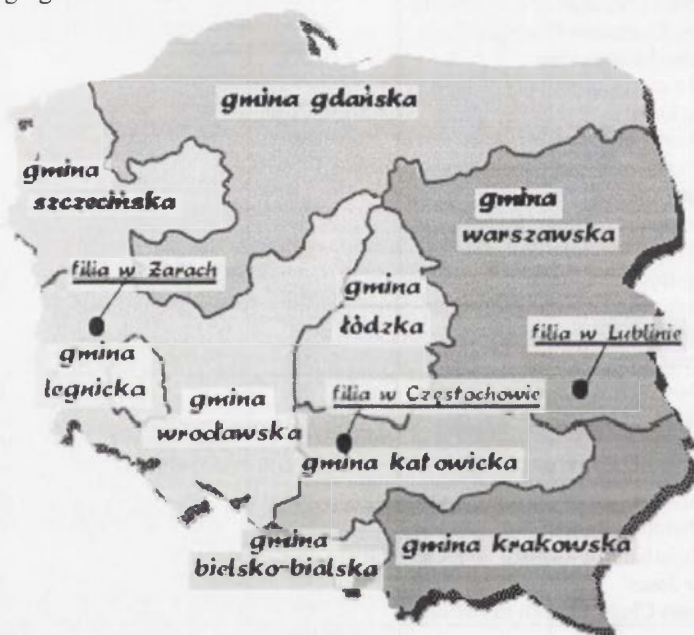 gmina gdańska
gmina
szczecińska
gmina
warszawska
filia w Żarach
gmina
łódzka
filia w Lublinie
gmina
legnicka
gmina
wrocławska
filia w Częstochowie
gmina katowicka
gmina
bielsko-bialska
gmina krakowska